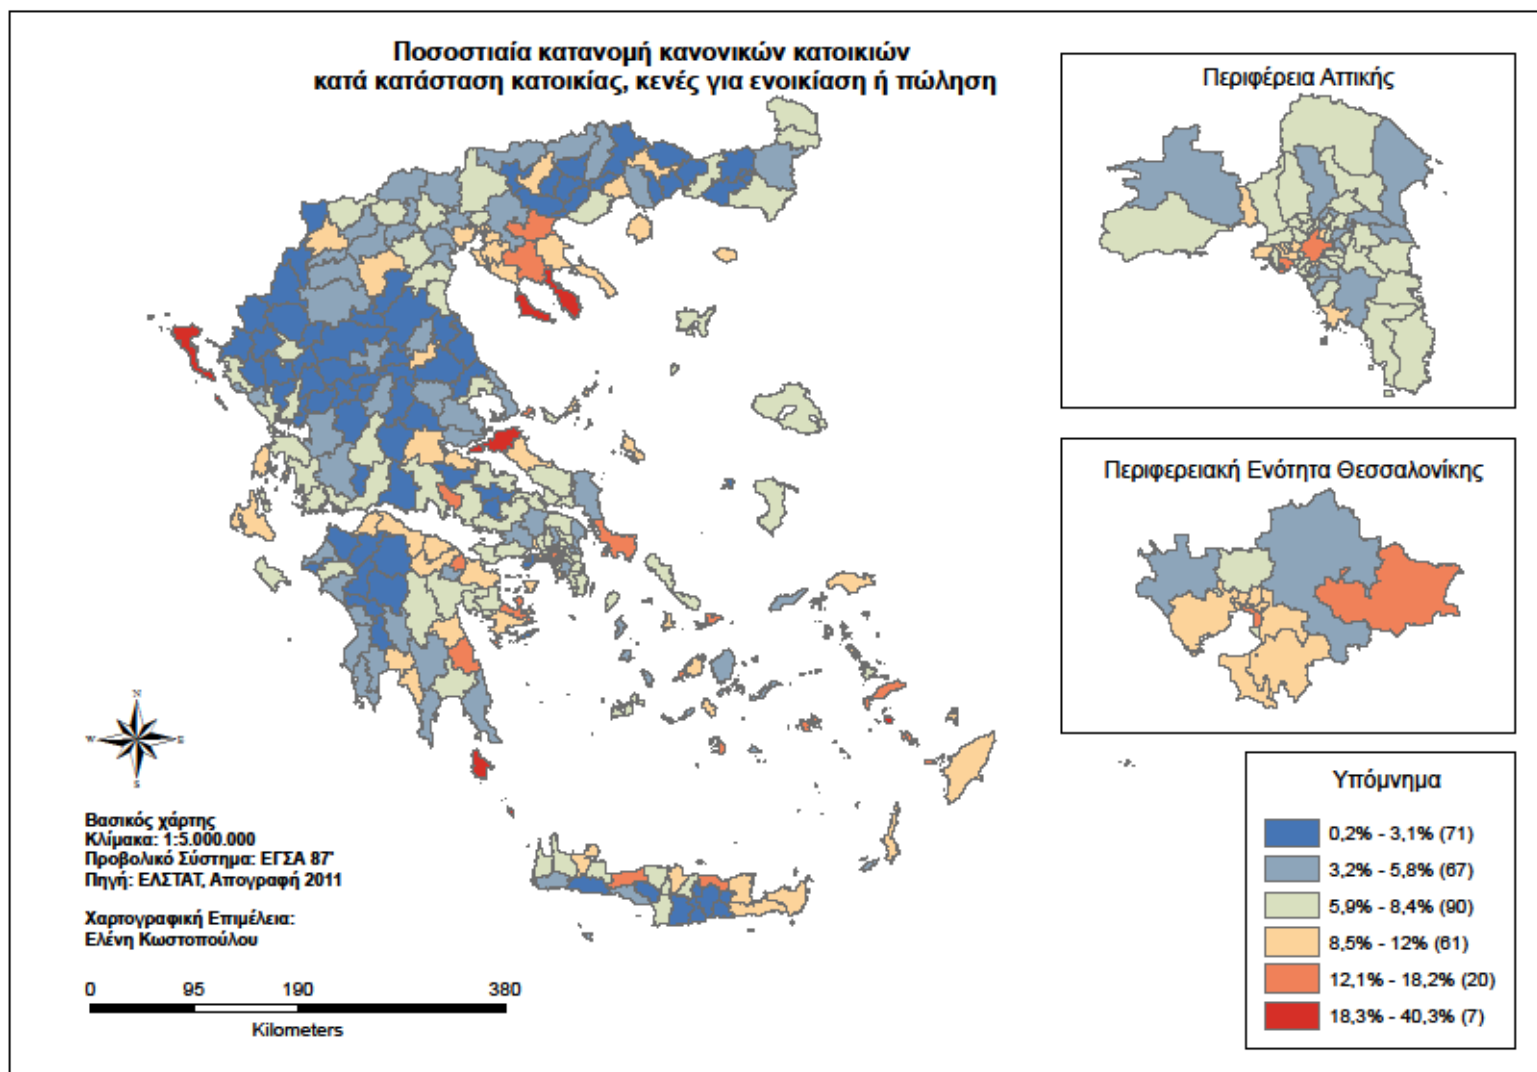 Ποσοστιαία κατανομή κανονικών κατοικιών
κατά κατάσταση κατοικίας, κενές για ενοικίαση ή πώληση
Περιφέρεια Αττικής
Περιφερειακή Ενότητα Θεσσαλονίκης
N
W
E
S
Βασικός χάρτης
Κλίμακα: 1:5.000.000
Προβολικό Σύστημα: ΕΓΣΑ 87'
Πηγή: ΕΛΣΤΑΤ, Απογραφή 2011
Χαρτογραφική Επιμέλεια:
Ελένη Κωστοπούλου
0 95 190 380
Kilometers
Υπόμνημα
0,2% - 3,1% (71)
3,2% - 5,8% (67)
5,9% - 8,4% (90)
8,5% - 12% (61)
12,1% - 18,2% (20)
18,3% - 40,3% (7)